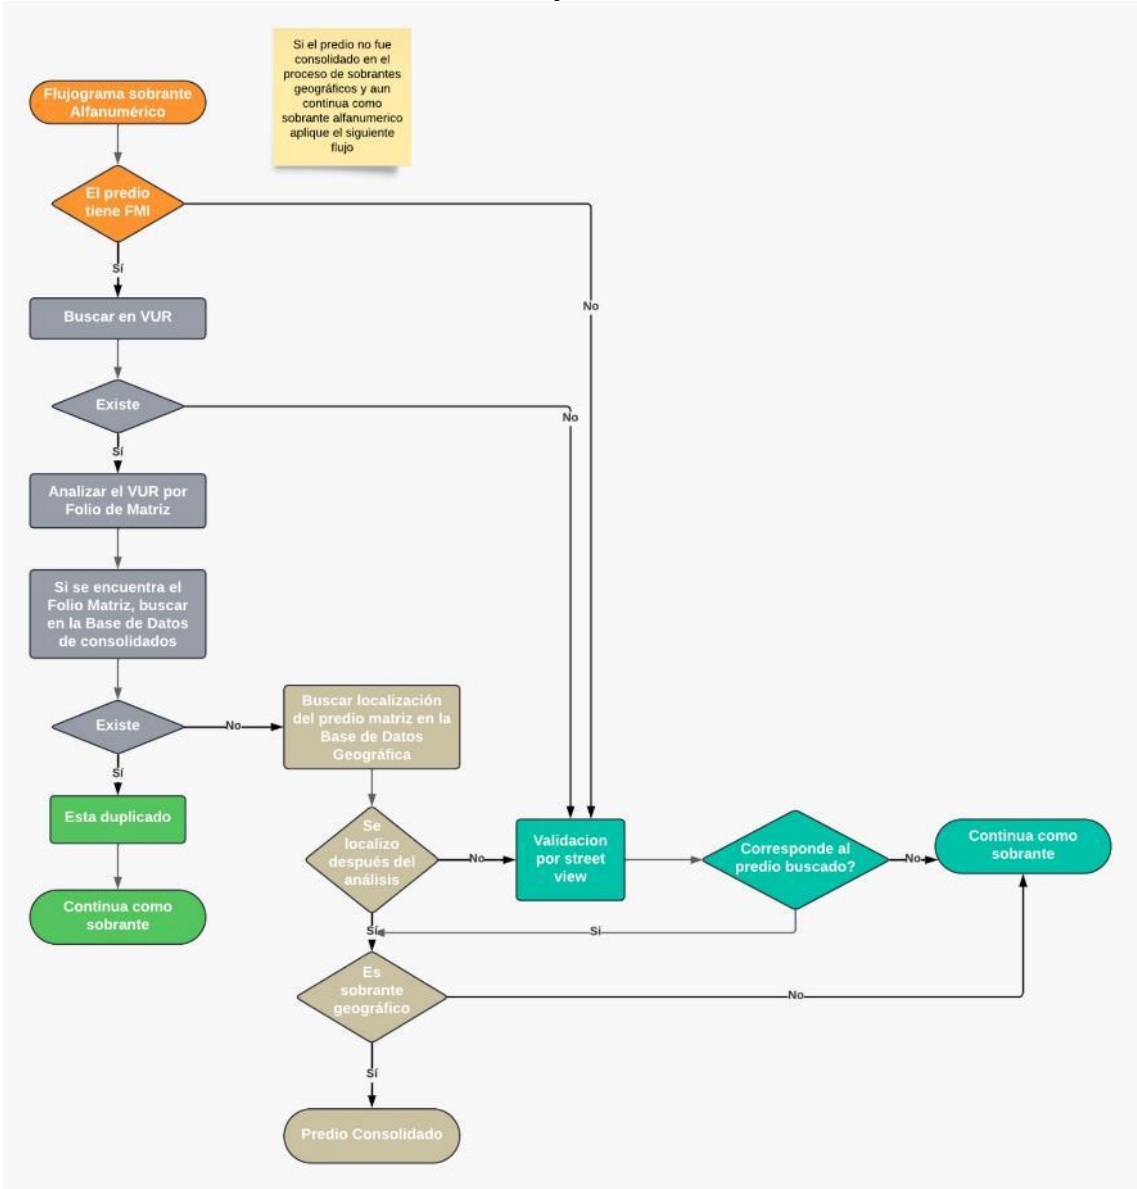 Si el predio no fue
consolidado en el
proceso de sobrantes
geográficos y aun
continua como
sobrante alfanumerico
aplique el siguiente
flujo
Flujograma sobrante
Alfanumérico
El predio
tiene FMI
Sí
No
Buscar en VUR
Existe
No
Sí
Analizar el VUR por
Folio de Matriz
Si se encuentra el
Folio Matriz, buscar
en la Base de Datos
de consolidados
Existe
No
Sí
Buscar localización
del predio matriz en la
Base de Datos
Geográfica
Esta duplicado
Continua como
sobrante
Se
localizo
después del
análisis
No
Validacion
por street
view
Corresponde al
predio buscado?
No
Continua como
sobrante
Sí
Si
Es
sobrante
geográfico
No
Sí
Predio Consolidado